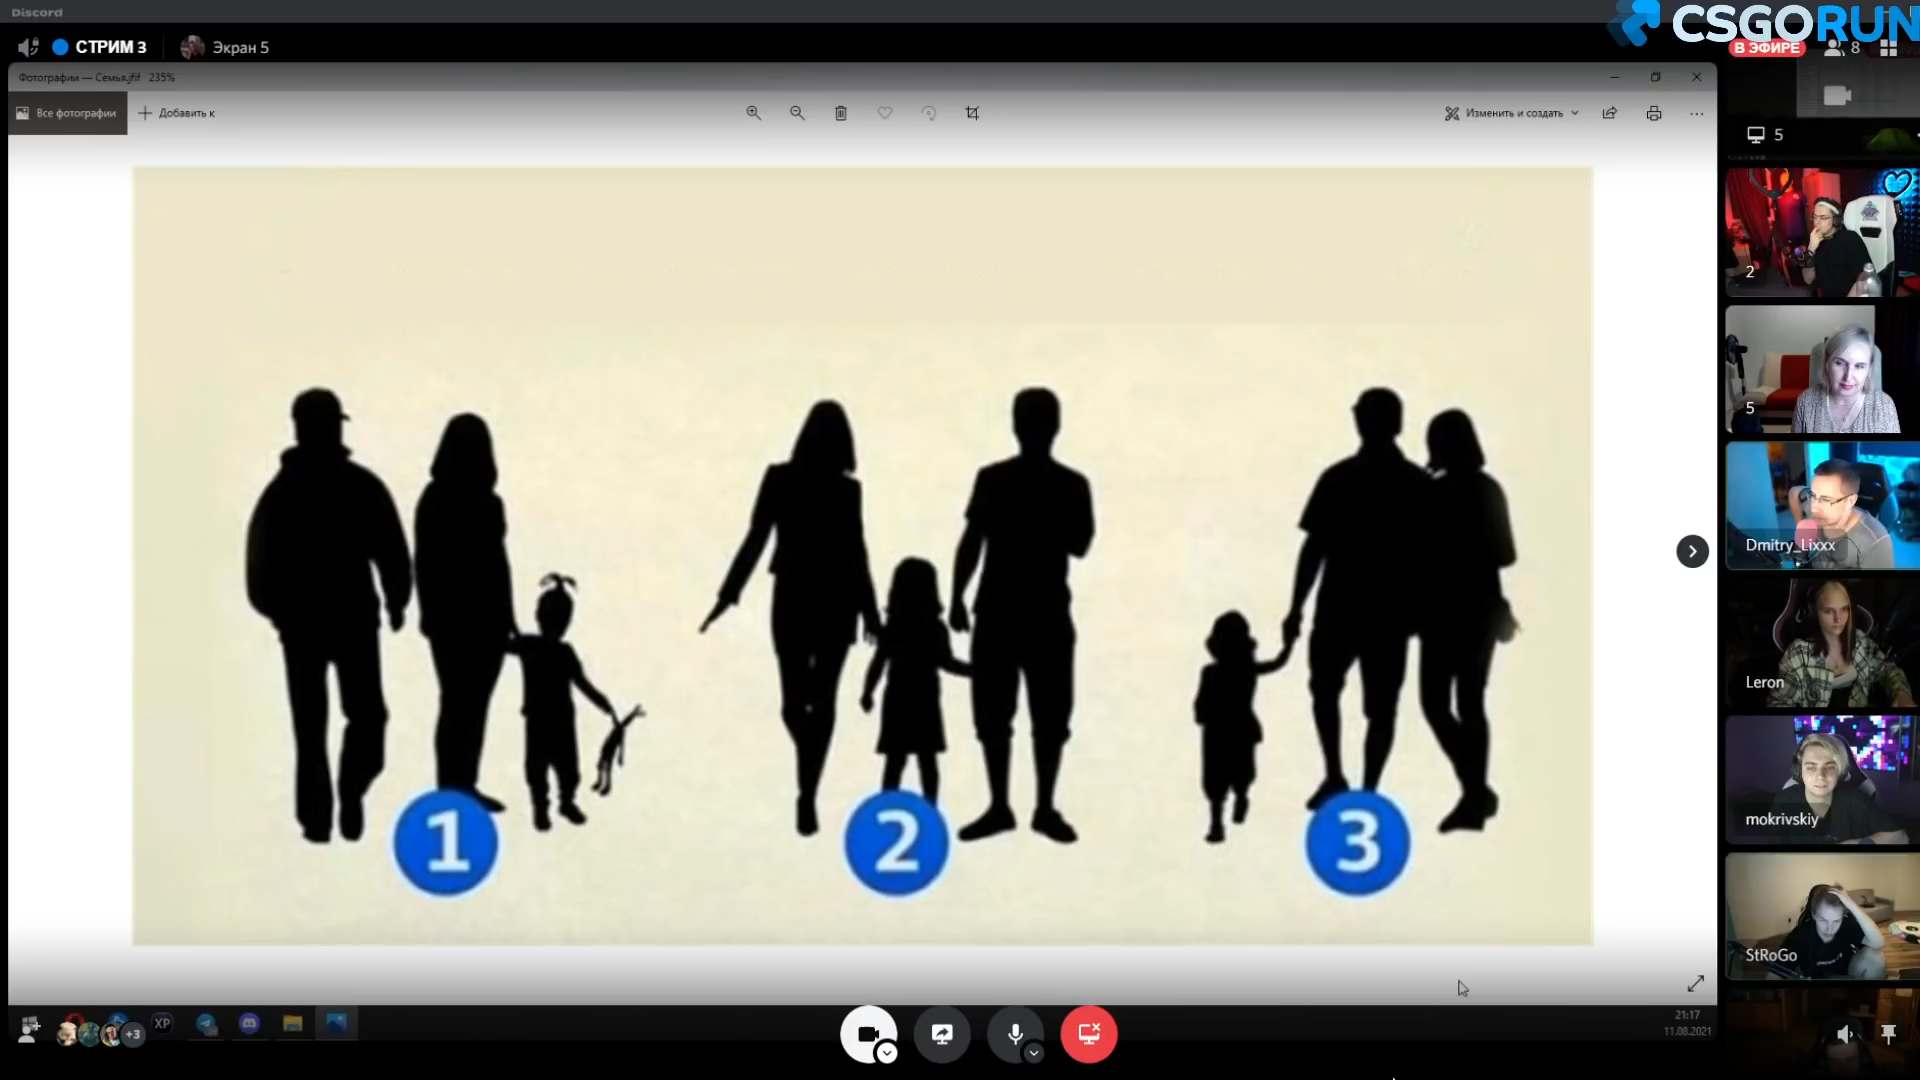 Discord
CSGORUN
СТРИМ 3
Экран 5
В ЭФИРЕ
8
Фотографии — Семья.jfif 235%
Все фотографии
Добавить к
Изменить и создать
5
2
5
Dmitry_Lixxx
Leron
mokrivskiy
StRoGo
1
2
3
+3
XP
21:17
11.08.2021